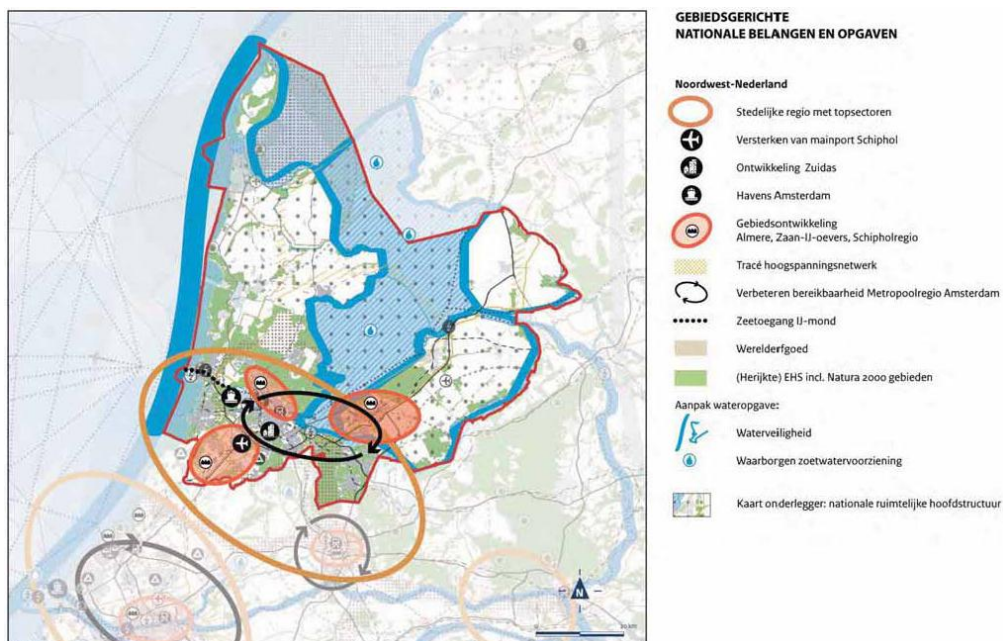 GEBIEDSGERICHTE
NATIONALE BELANGEN EN OPGAVEN
Noordwest-Nederland
Stedelijke regio met topsectoren
Versterken van mainport Schiphol
Ontwikkeling Zuidas
Havens Amsterdam
Gebiedsontwikkeling
Almere, Zaan-IJ-oevers, Schipholregio
Tracé hoogspanningsnetwerk
Verbeteren bereikbaarheid Metropoolregio Amsterdam
Zeetoegang IJ-mond
Werelderfgoed
(Herijkte) EHS incl. Natura 2000 gebieden
Aanpak wateropgave:
Waterveiligheid
Waarborgen zoetwatervoorziening
Kaart onderlegger: nationale ruimtelijke hoofdstructuur
N